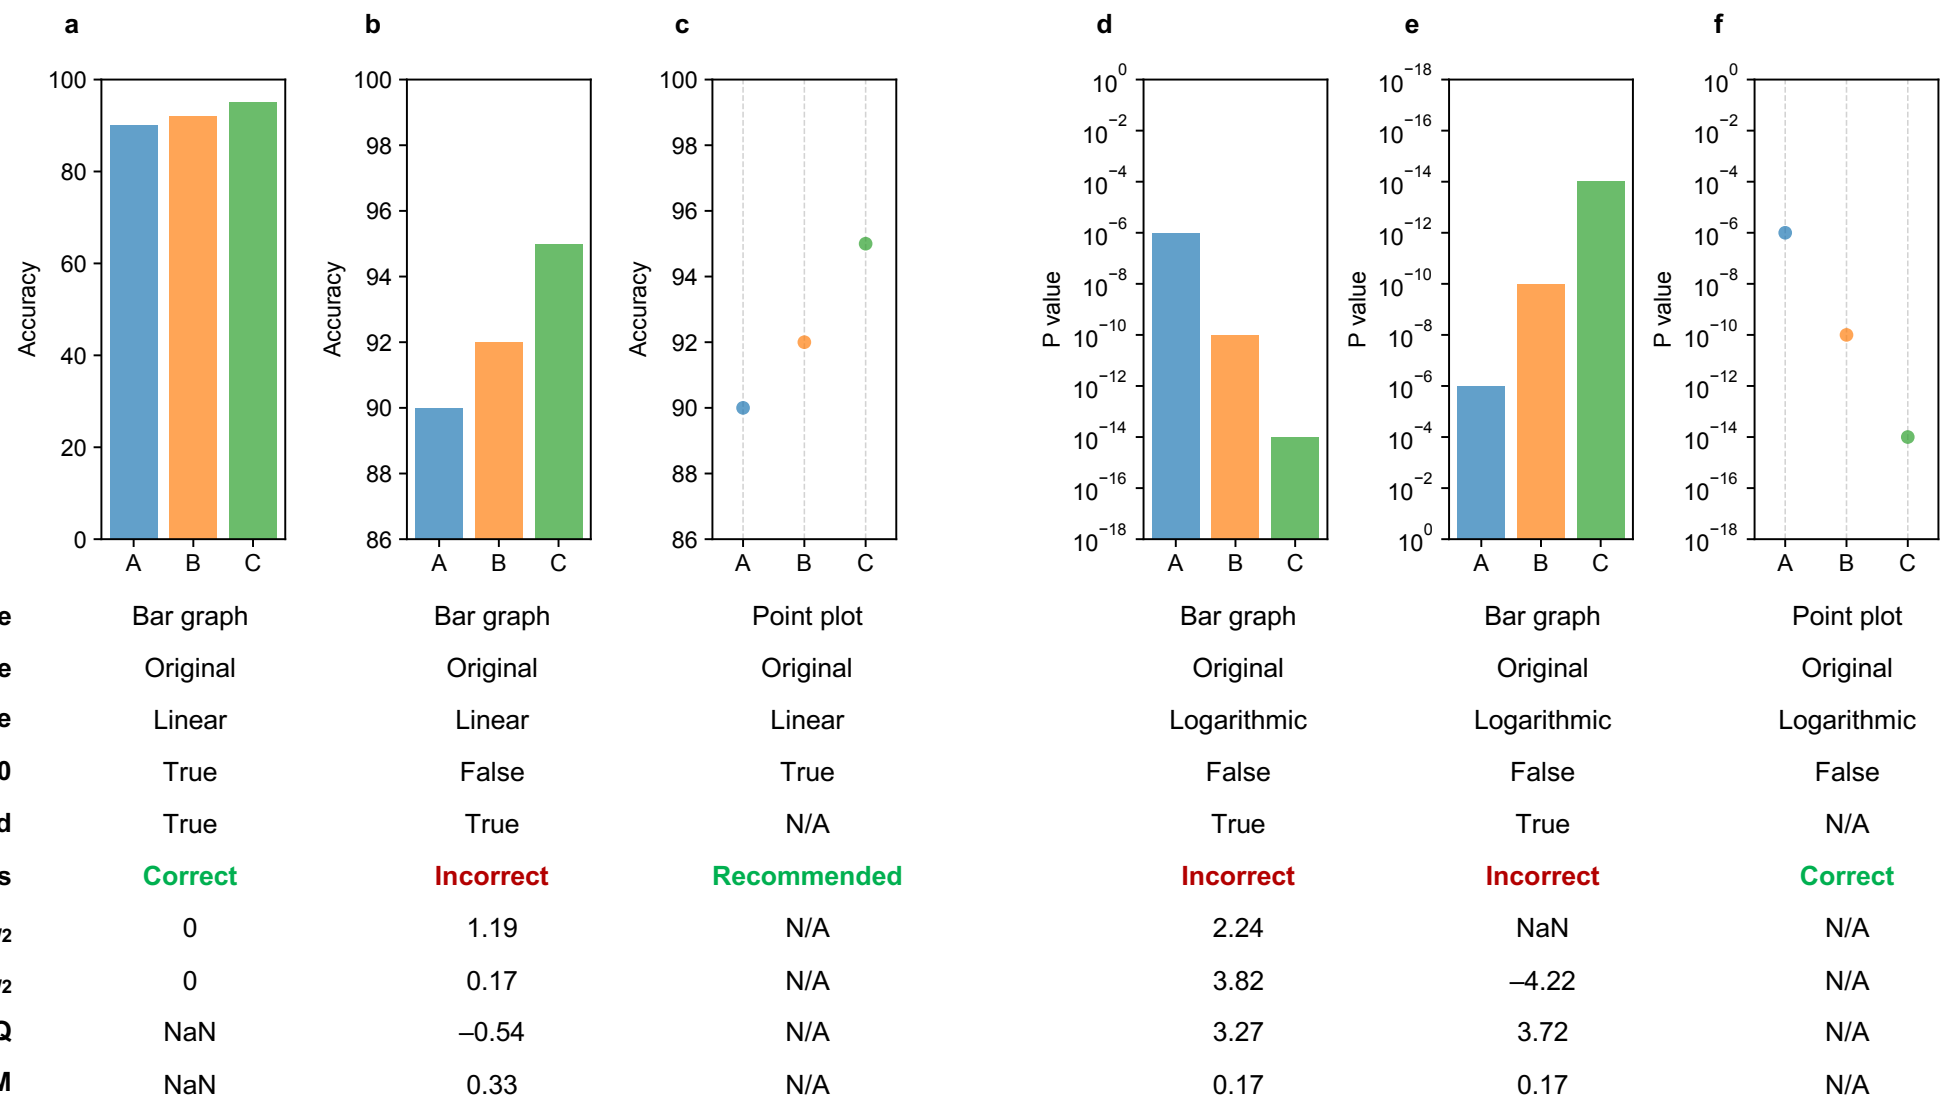 a b c d e f
100 80 60 40 20 0
Accuracy
A B C
100 98 96 94 92 90 88 86
Accuracy
A B C
100 98 96 94 92 90 88 86
Accuracy
A B C
10⁰ 10⁻² 10⁻⁴ 10⁻⁶ 10⁻⁸ 10⁻¹⁰ 10⁻¹² 10⁻¹⁴ 10⁻¹⁶ 10⁻¹⁸
P value
A B C
10⁻¹⁸ 10⁻¹⁶ 10⁻¹⁴ 10⁻¹² 10⁻¹⁰ 10⁻⁸ 10⁻⁶ 10⁻⁴ 10⁻² 10⁰
P value
A B C
10⁰ 10⁻² 10⁻⁴ 10⁻⁶ 10⁻⁸ 10⁻¹⁰ 10⁻¹² 10⁻¹⁴ 10⁻¹⁶ 10⁻¹⁸
P value
A B C
e Bar graph Bar graph Point plot Bar graph Bar graph Point plot
e Original Original Original Original Original Original
e Linear Linear Linear Logarithmic Logarithmic Logarithmic
0 True False True False False False
d True True N/A True True N/A
s Correct Incorrect Recommended Incorrect Incorrect Correct
/2 0 1.19 N/A 2.24 NaN N/A
/2 0 0.17 N/A 3.82 –4.22 N/A
Q NaN –0.54 N/A 3.27 3.72 N/A
M NaN 0.33 N/A 0.17 0.17 N/A